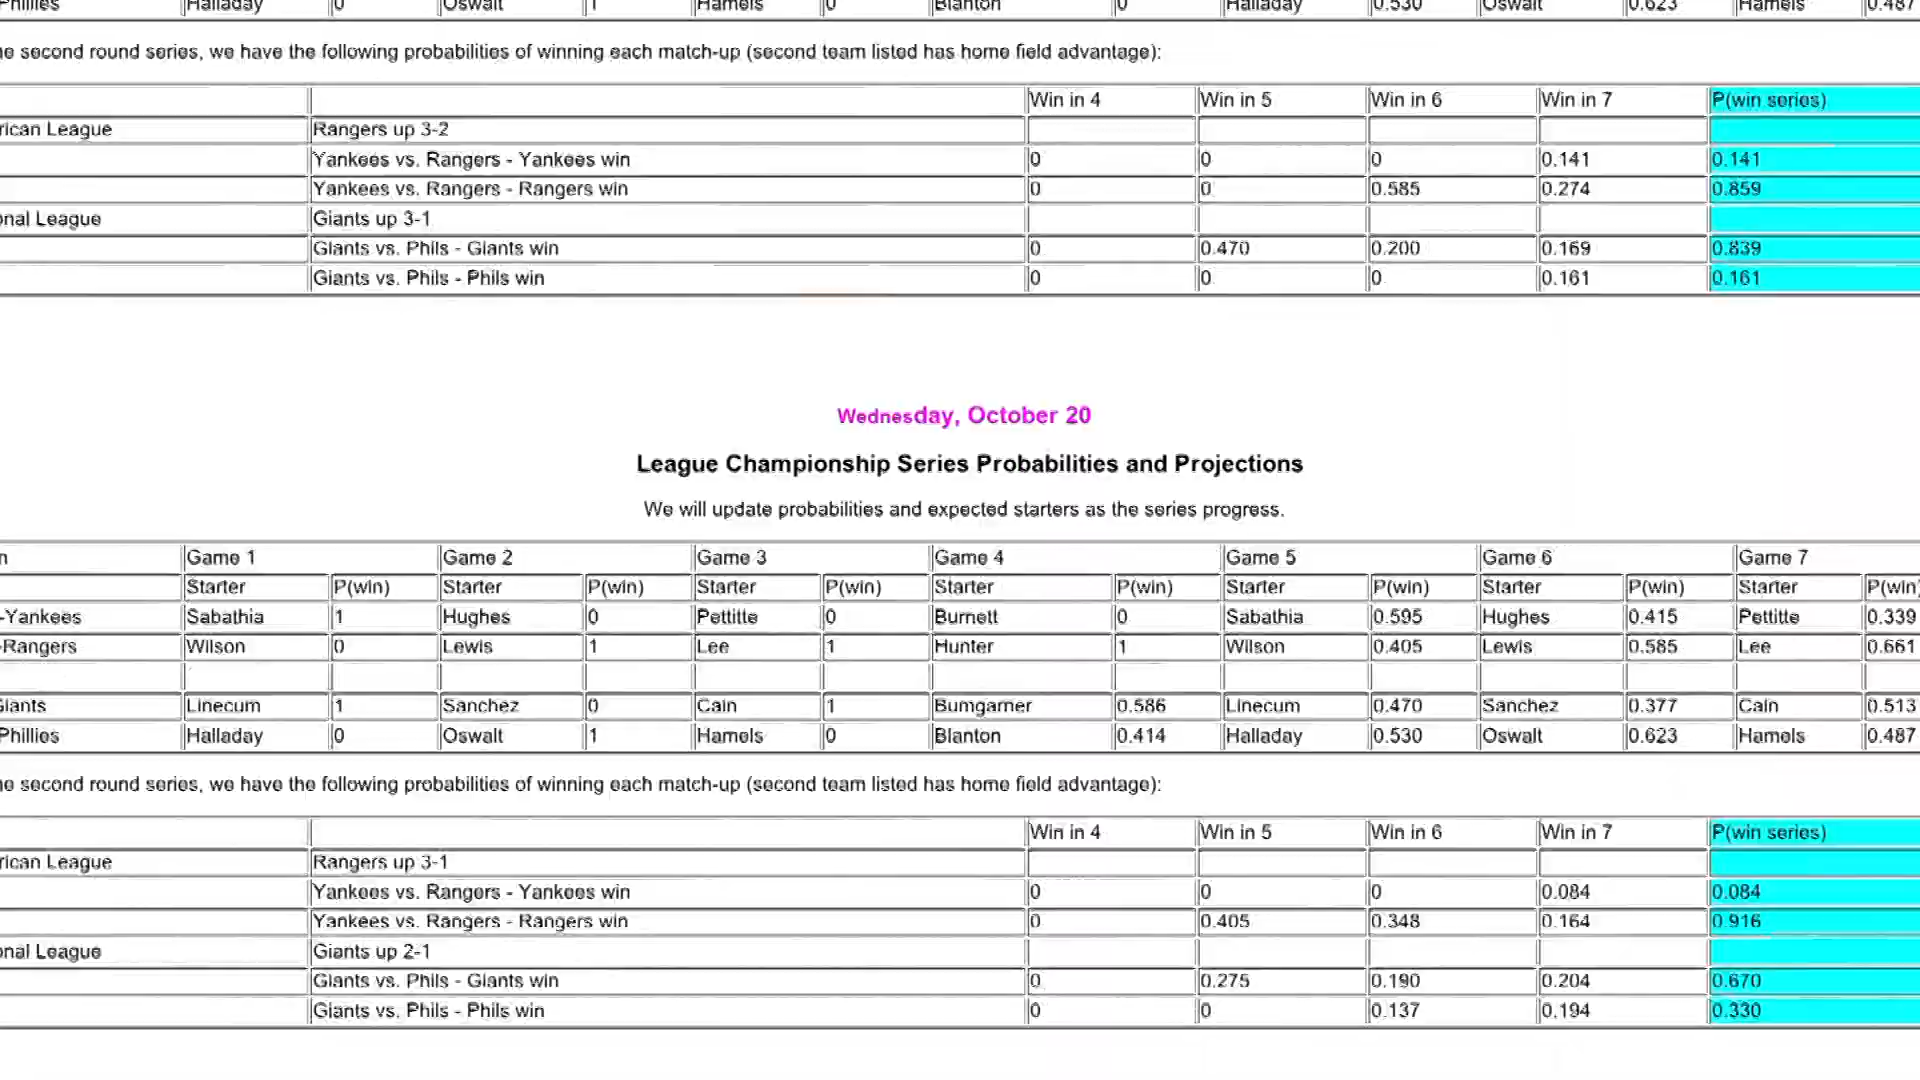 Halladay 0 Oswalt 1 Hamels 0 Blanton 0 Halladay 0.530 Oswalt 0.623 Hamels 0.487
second round series, we have the following probabilities of winning each match-up (second team listed has home field advantage):
Win in 4 Win in 5 Win in 6 Win in 7 P(win series)
rican League Rangers up 3-2
Yankees vs. Rangers - Yankees win 0 0 0 0.141 0.141
Yankees vs. Rangers - Rangers win 0 0 0.585 0.274 0.859
onal League Giants up 3-1
Giants vs. Phils - Giants win 0 0.470 0.200 0.169 0.839
Giants vs. Phils - Phils win 0 0 0 0.161 0.161
Wednesday, October 20
League Championship Series Probabilities and Projections
We will update probabilities and expected starters as the series progress.
n Game 1 Game 2 Game 3 Game 4 Game 5 Game 6 Game 7
Starter P(win) Starter P(win) Starter P(win) Starter P(win) Starter P(win) Starter P(win) Starter P(win)
-Yankees Sabathia 1 Hughes 0 Pettitte 0 Burnett 0 Sabathia 0.595 Hughes 0.415 Pettitte 0.339
-Rangers Wilson 0 Lewis 1 Lee 1 Hunter 1 Wilson 0.405 Lewis 0.585 Lee 0.661
Giants Linecum 1 Sanchez 0 Cain 1 Bumgarner 0.586 Linecum 0.470 Sanchez 0.377 Cain 0.513
Phillies Halladay 0 Oswalt 1 Hamels 0 Blanton 0.414 Halladay 0.530 Oswalt 0.623 Hamels 0.487
second round series, we have the following probabilities of winning each match-up (second team listed has home field advantage):
Win in 4 Win in 5 Win in 6 Win in 7 P(win series)
rican League Rangers up 3-1
Yankees vs. Rangers - Yankees win 0 0 0 0.084 0.084
Yankees vs. Rangers - Rangers win 0 0.405 0.348 0.164 0.916
onal League Giants up 2-1
Giants vs. Phils - Giants win 0 0.275 0.190 0.204 0.670
Giants vs. Phils - Phils win 0 0 0.137 0.194 0.330